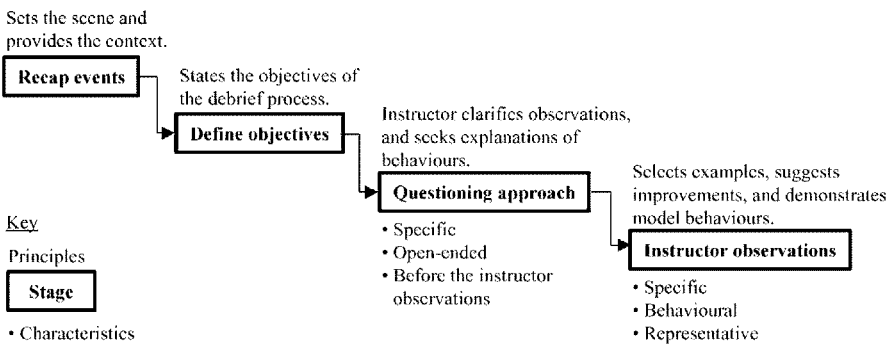 Sets the scene and
provides the context.
Recap events
States the objectives of
the debrief process.
Define objectives
Instructor clarifies observations,
and seeks explanations of
behaviours.
Questioning approach
• Specific
• Open-ended
• Before the instructor
observations
Selects examples, suggests
improvements, and demonstrates
model behaviours.
Instructor observations
• Specific
• Behavioural
• Representative
Key
Principles
Stage
• Characteristics